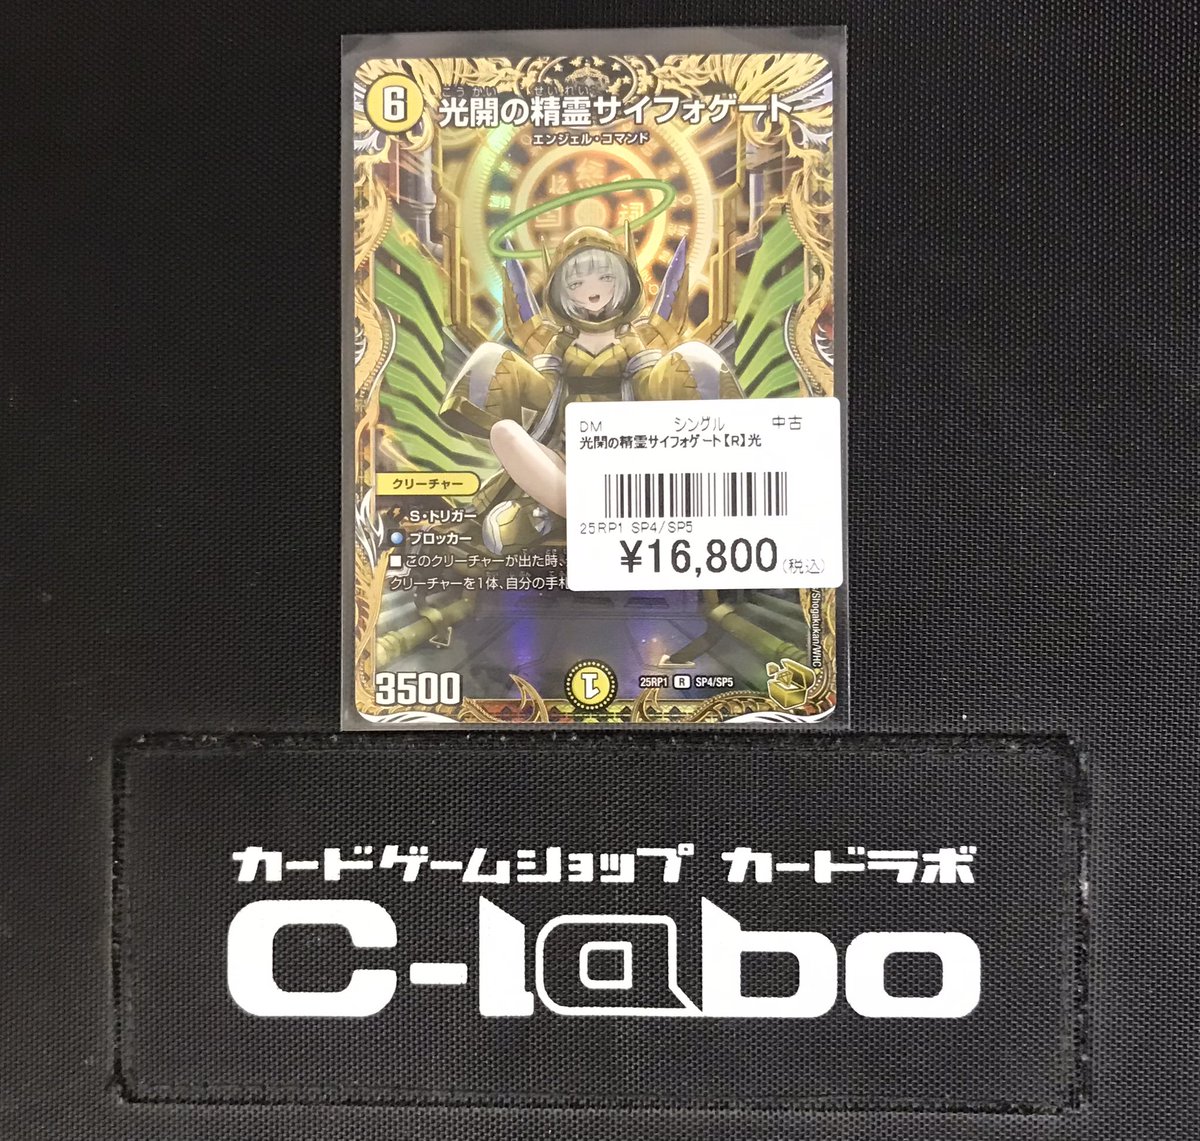 6
こうかい せいれい
光開の精霊サイフォゲート
エンジェル・コマンド
クリーチャー
S・トリガー
ブロッカー
■このクリーチャーが出た時、
クリーチャーを1体、自分の手札
DM シングル 中古
光開の精霊サイフォゲート【R】光
25RP1 SP4/SP5
¥16,800(税込)
/Shogakukan/WHC
3500
1
25RP1 R SP4/SP5
カードゲームショップ カードラボ
C-labo